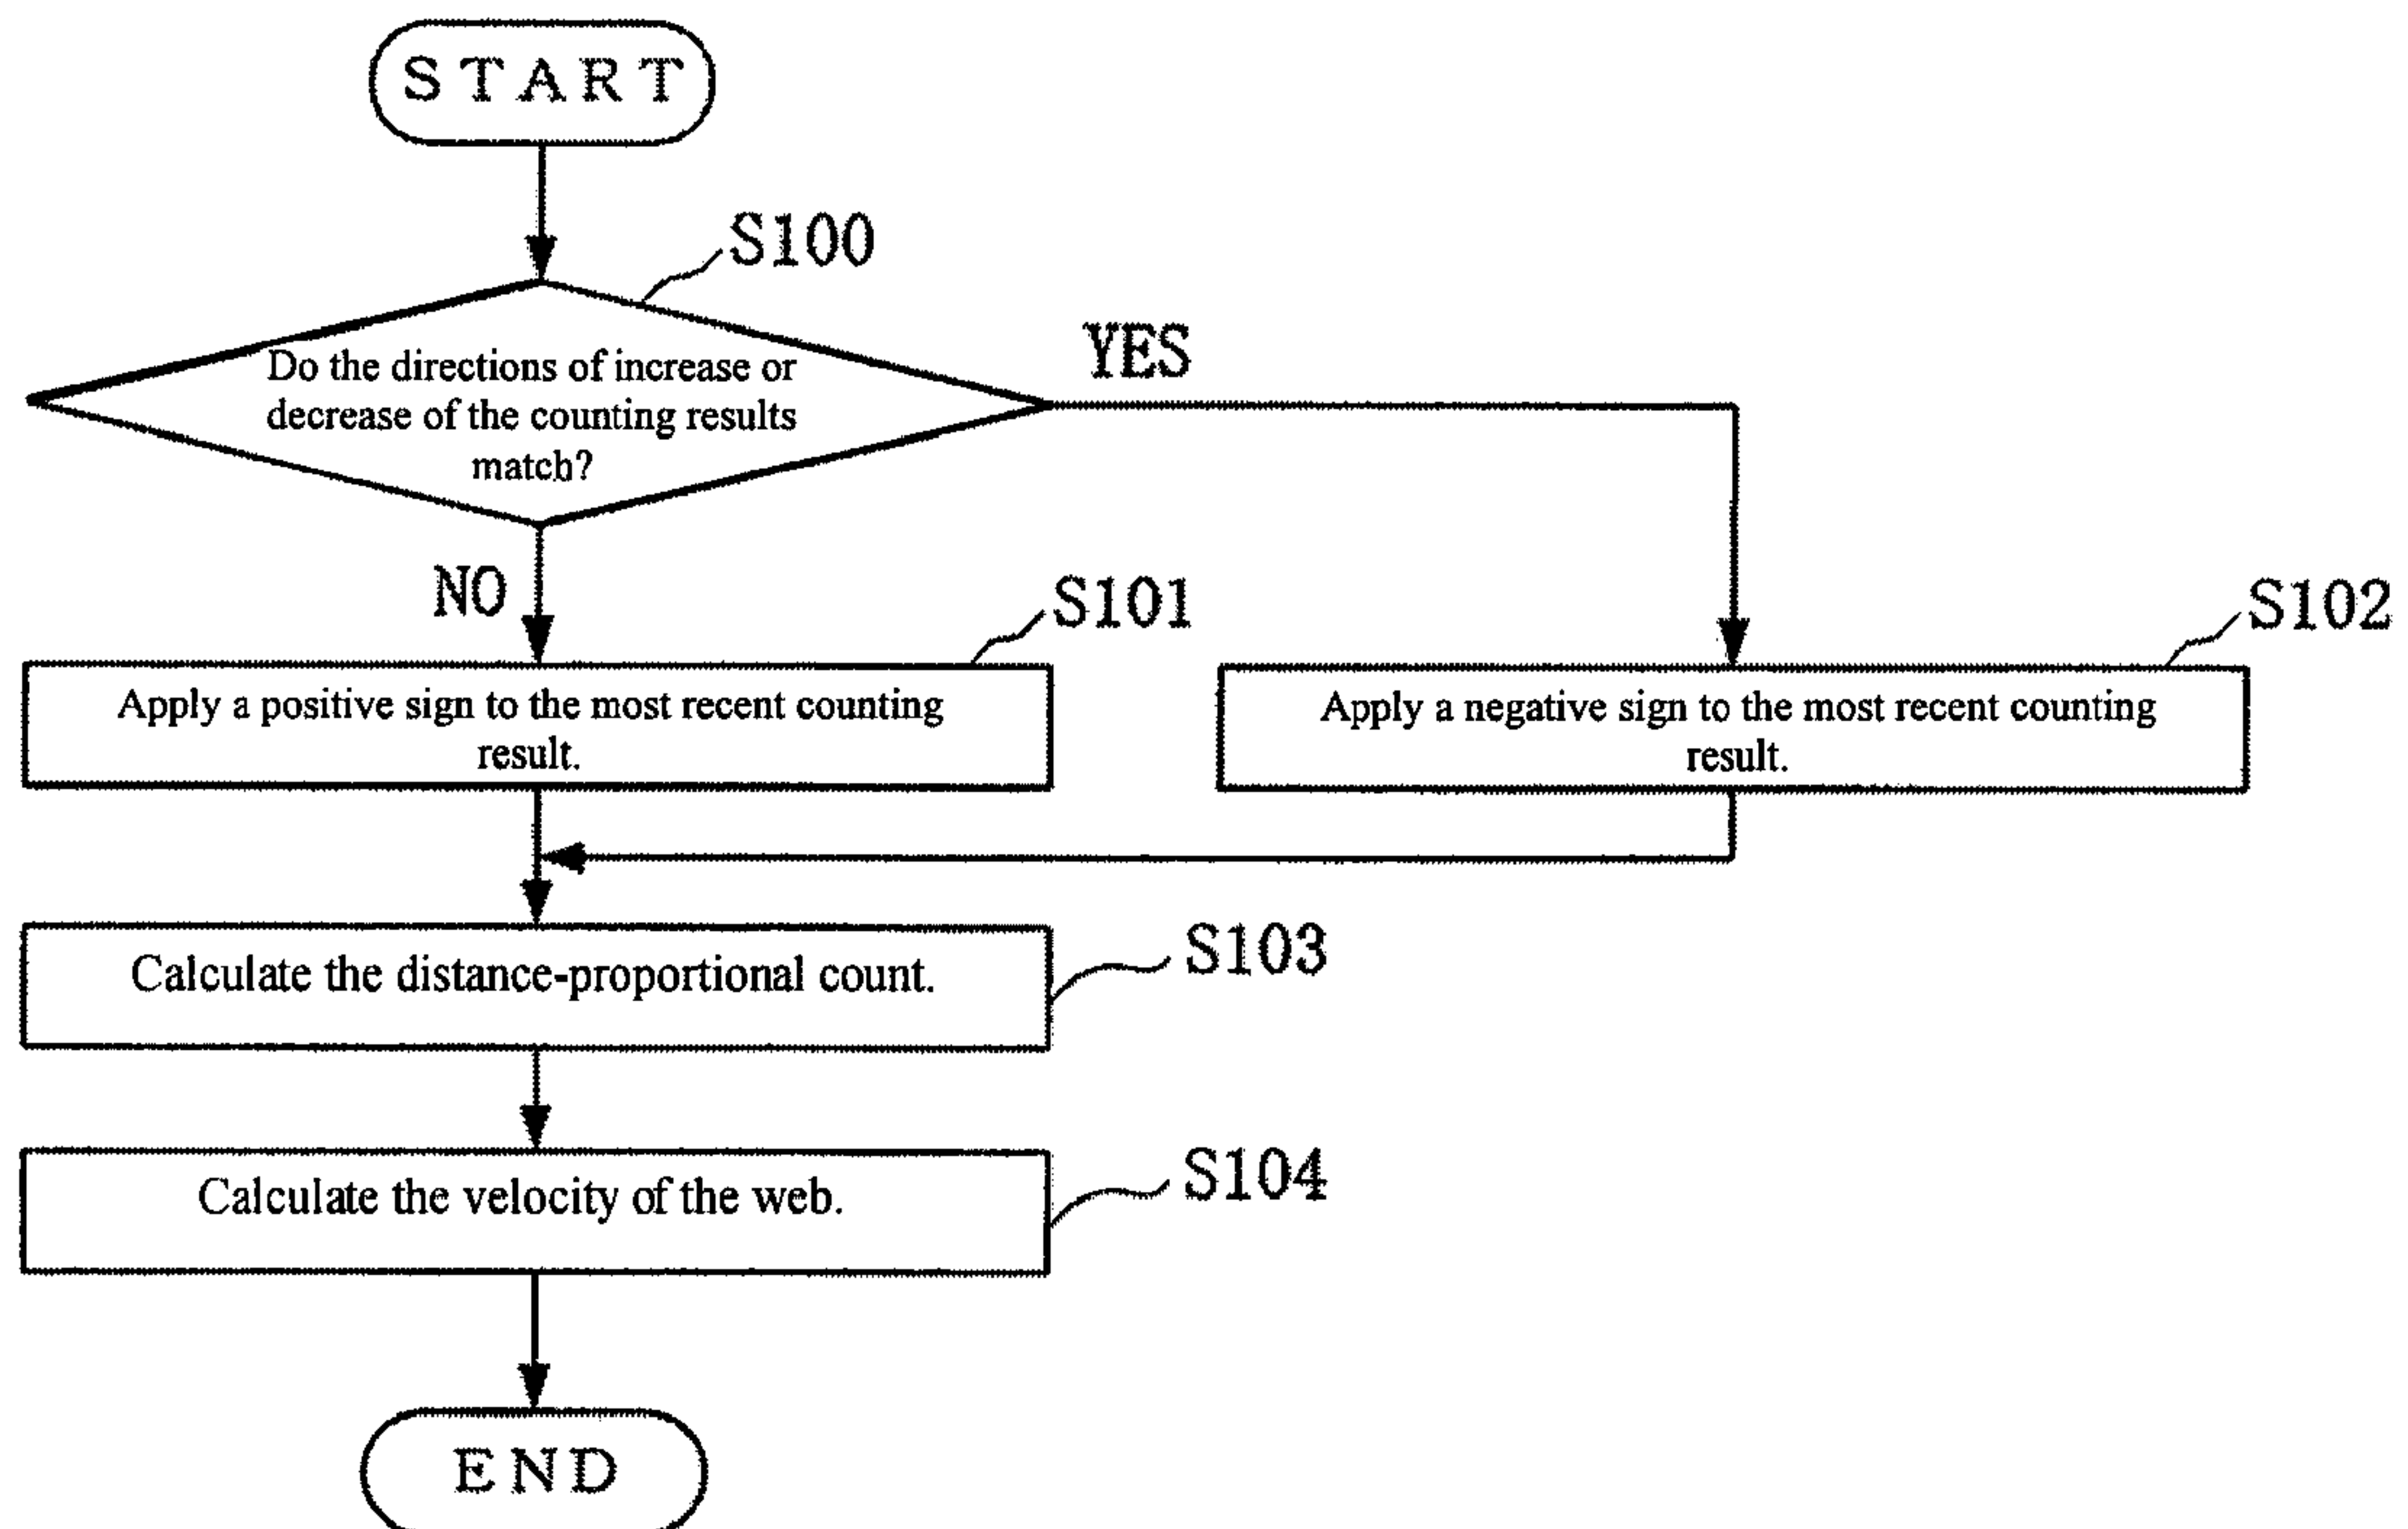 START
S100
Do the directions of increase or
decrease of the counting results
match?
YES
NO
S101
Apply a positive sign to the most recent counting
result.
S102
Apply a negative sign to the most recent counting
result.
Calculate the distance-proportional count.
S103
Calculate the velocity of the web.
S104
END